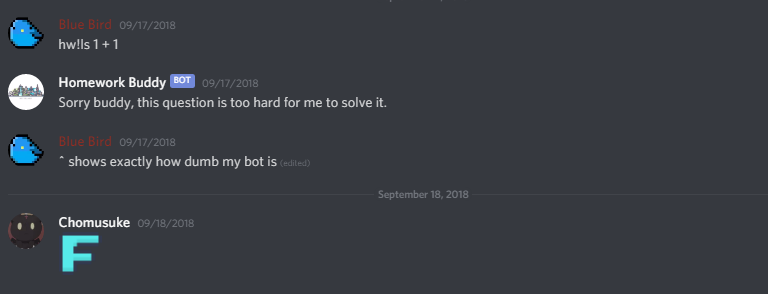 Blue Bird 09/17/2018
hw!ls 1 + 1
Homework Buddy BOT 09/17/2018
Sorry buddy, this question is too hard for me to solve it.
Blue Bird 09/17/2018
^ shows exactly how dumb my bot is (edited)
September 18, 2018
Chomusuke 09/18/2018
F